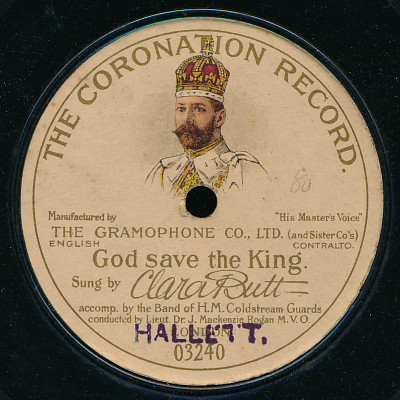 THE CORONATION RECORD.
80
Manufactured by "His Master's Voice"
THE GRAMOPHONE CO., LTD. (and Sister Co's)
ENGLISH CONTRALTO.
God save the King.
Sung by Clara Butt
accomp. by the Band of H.M. Coldstream Guards
conducted by Lieut. Dr. J. Mackenzie Rogan M.V.O.
LONDON
HALLETT.
03240